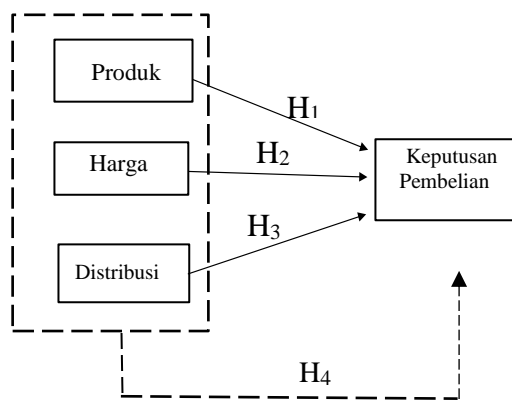 Produk
H1
Harga
H2
Keputusan
Pembelian
H3
Distribusi
H4